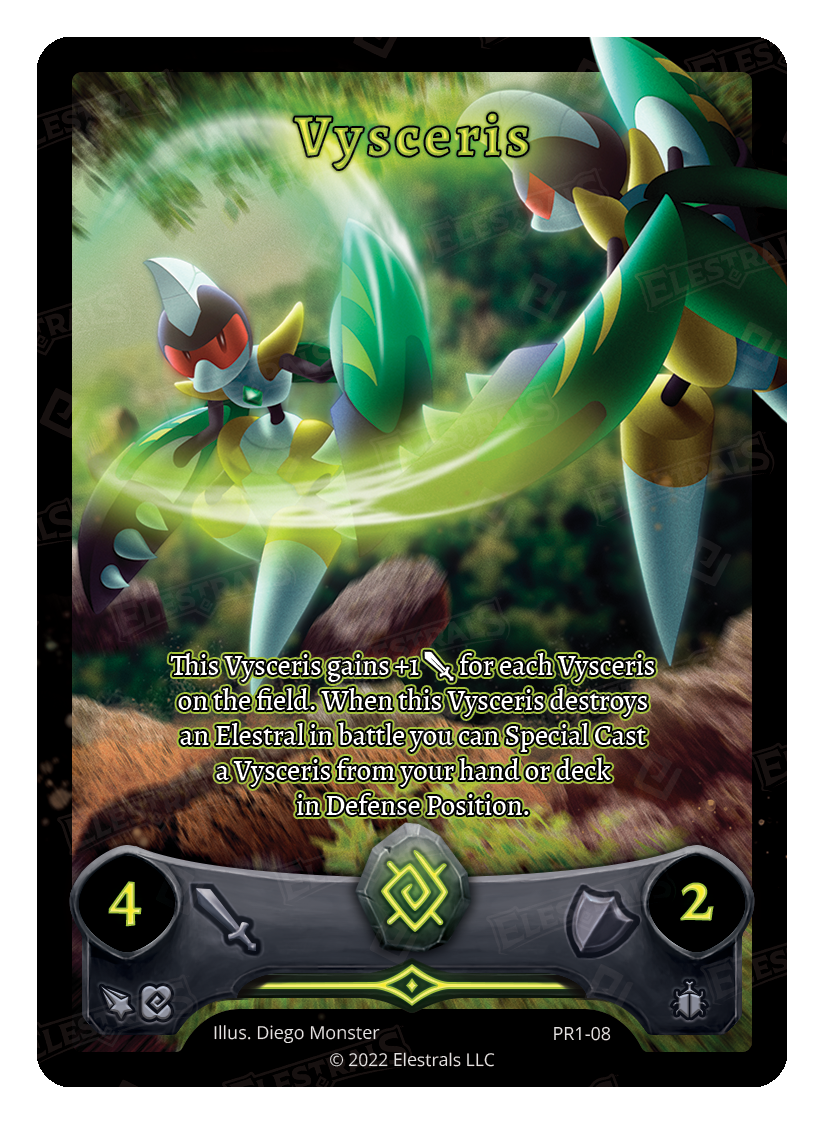 Vysceris
This Vysceris gains +1 for each Vysceris
on the field. When this Vysceris destroys
an Elestral in battle you can Special Cast
a Vysceris from your hand or deck
in Defense Position.
4
2
Illus. Diego Monster
PR1-08
© 2022 Elestrals LLC
ELESTRALS